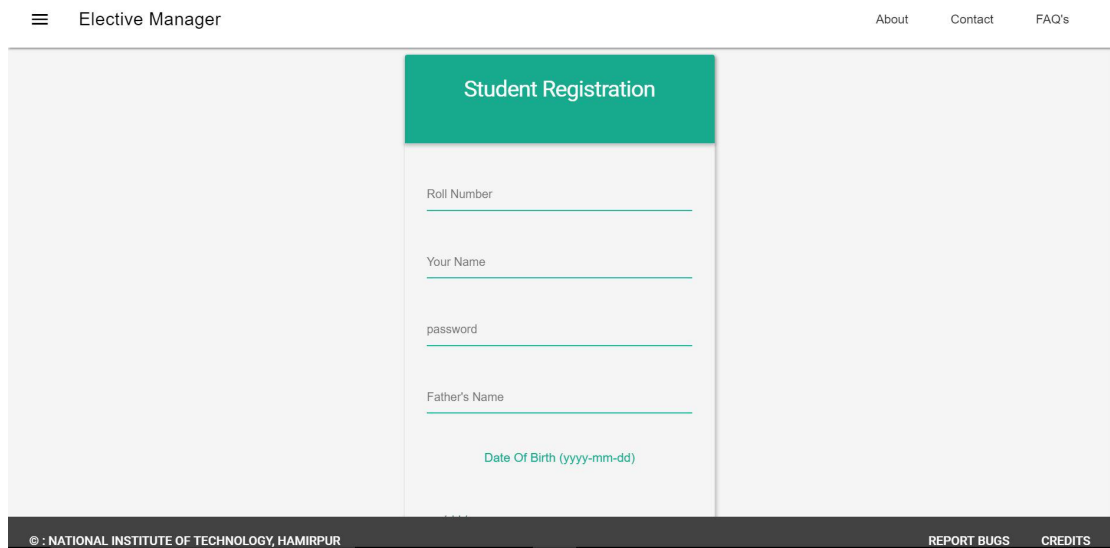 Elective Manager
About
Contact
FAQ's
Student Registration
Roll Number
Your Name
password
Father's Name
Date Of Birth (yyyy-mm-dd)
© : NATIONAL INSTITUTE OF TECHNOLOGY, HAMIRPUR
REPORT BUGS
CREDITS